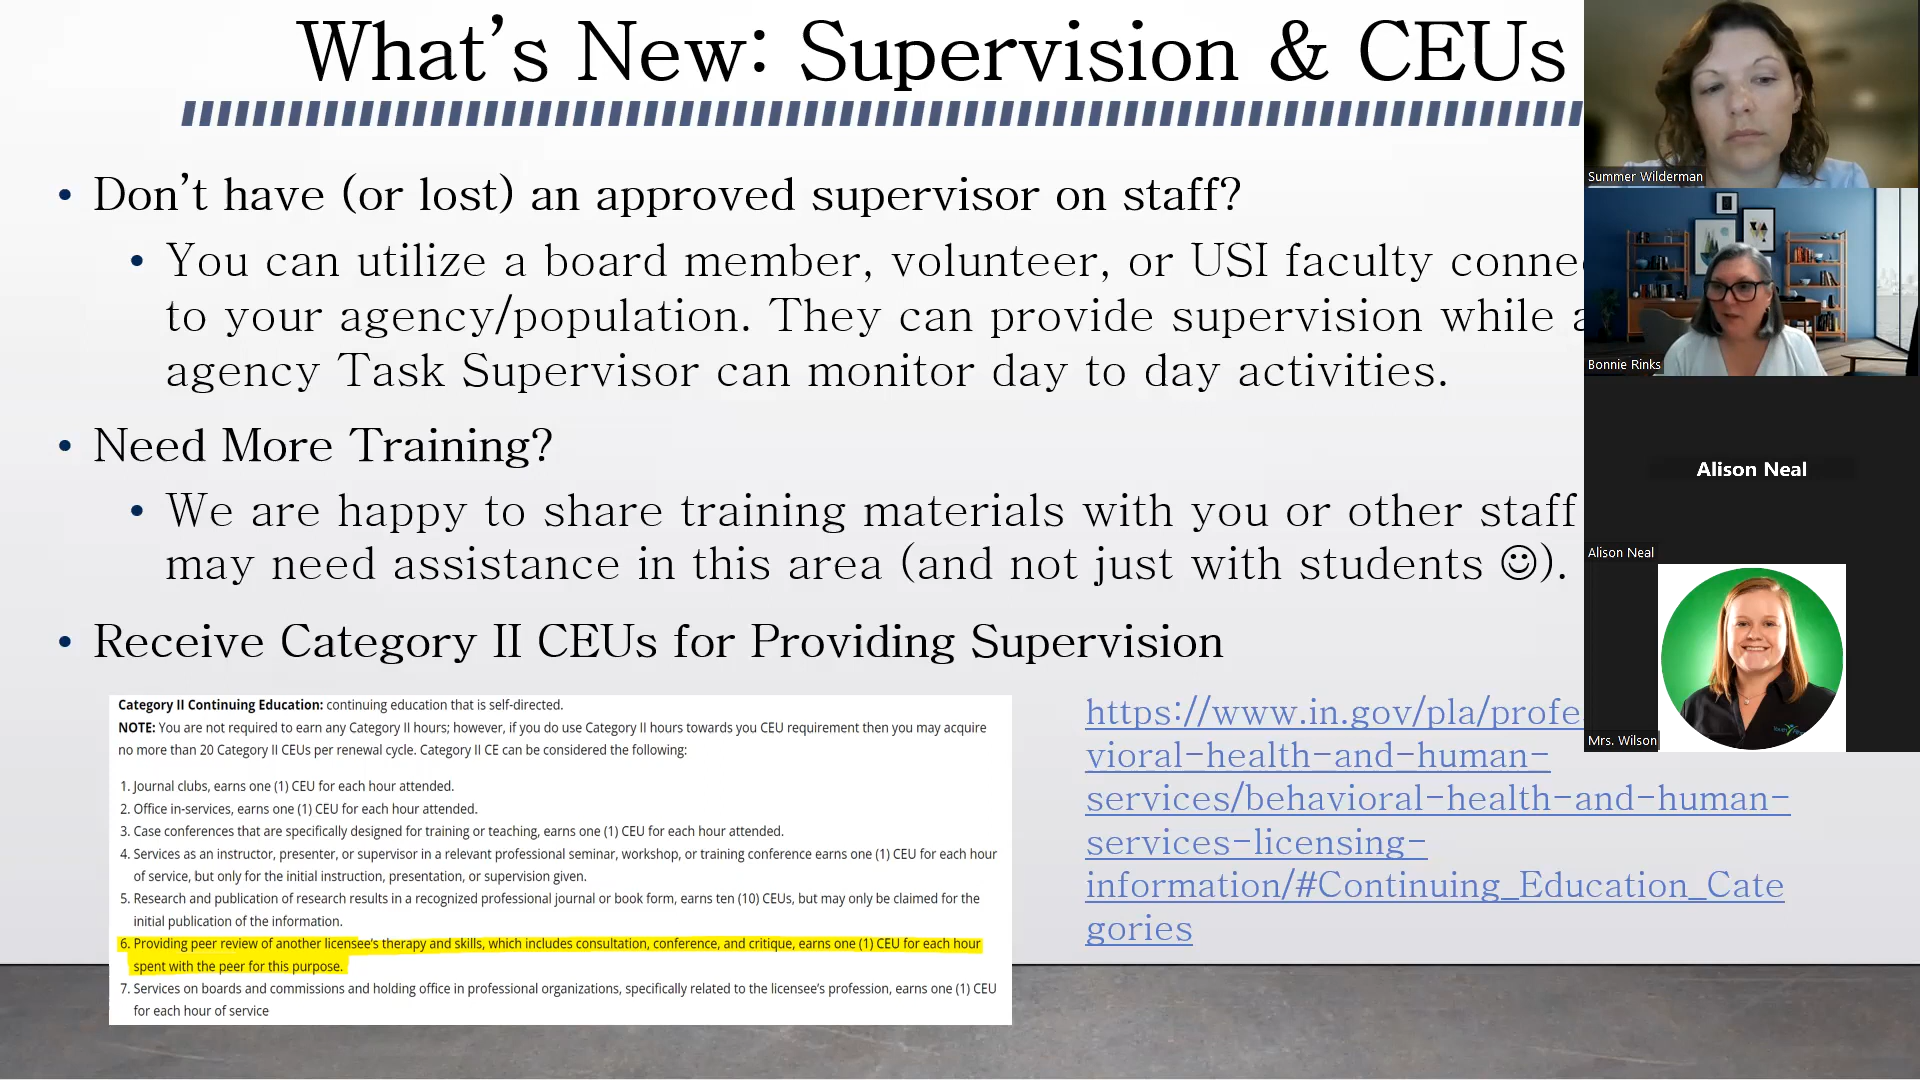 What's New: Supervision & CEUs
• Don't have (or lost) an approved supervisor on staff?
• You can utilize a board member, volunteer, or USI faculty conne
to your agency/population. They can provide supervision while a
agency Task Supervisor can monitor day to day activities.
• Need More Training?
• We are happy to share training materials with you or other staff
may need assistance in this area (and not just with students ☺).
• Receive Category II CEUs for Providing Supervision
Category II Continuing Education: continuing education that is self-directed.
NOTE: You are not required to earn any Category II hours; however, if you do use Category II hours towards you CEU requirement then you may acquire
no more than 20 Category II CEUs per renewal cycle. Category II CE can be considered the following:
1. Journal clubs, earns one (1) CEU for each hour attended.
2. Office in-services, earns one (1) CEU for each hour attended.
3. Case conferences that are specifically designed for training or teaching, earns one (1) CEU for each hour attended.
4. Services as an instructor, presenter, or supervisor in a relevant professional seminar, workshop, or training conference earns one (1) CEU for each hour
of service, but only for the initial instruction, presentation, or supervision given.
5. Research and publication of research results in a recognized professional journal or book form, earns ten (10) CEUs, but may only be claimed for the
initial publication of the information.
6. Providing peer review of another licensee's therapy and skills, which includes consultation, conference, and critique, earns one (1) CEU for each hour
spent with the peer for this purpose.
7. Services on boards and commissions and holding office in professional organizations, specifically related to the licensee's profession, earns one (1) CEU
for each hour of service
https://www.in.gov/pla/profe
vioral-health-and-human-
services/behavioral-health-and-human-
services-licensing-
information/#Continuing_Education_Cate
gories
Summer Wilderman
Bonnie Rinks
Alison Neal
Alison Neal
Mrs. Wilson